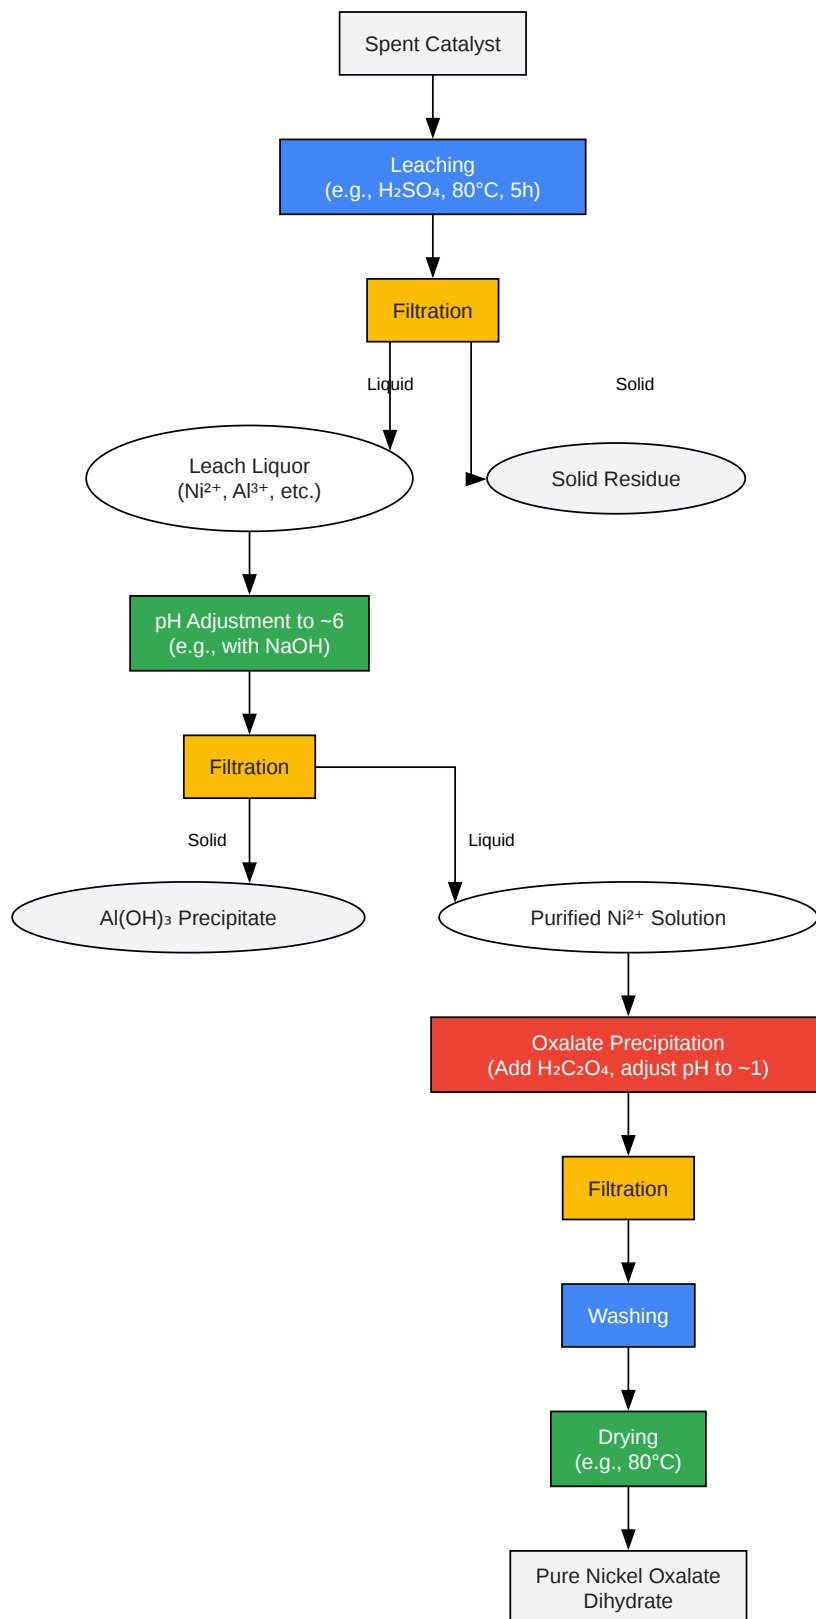 Spent Catalyst
Leaching
(e.g., H₂SO₄, 80°C, 5h)
Filtration
Liquid
Solid
Leach Liquor
(Ni²⁺, Al³⁺, etc.)
Solid Residue
pH Adjustment to ~6
(e.g., with NaOH)
Filtration
Solid
Liquid
Al(OH)₃ Precipitate
Purified Ni²⁺ Solution
Oxalate Precipitation
(Add H₂C₂O₄, adjust pH to ~1)
Filtration
Washing
Drying
(e.g., 80°C)
Pure Nickel Oxalate
Dihydrate